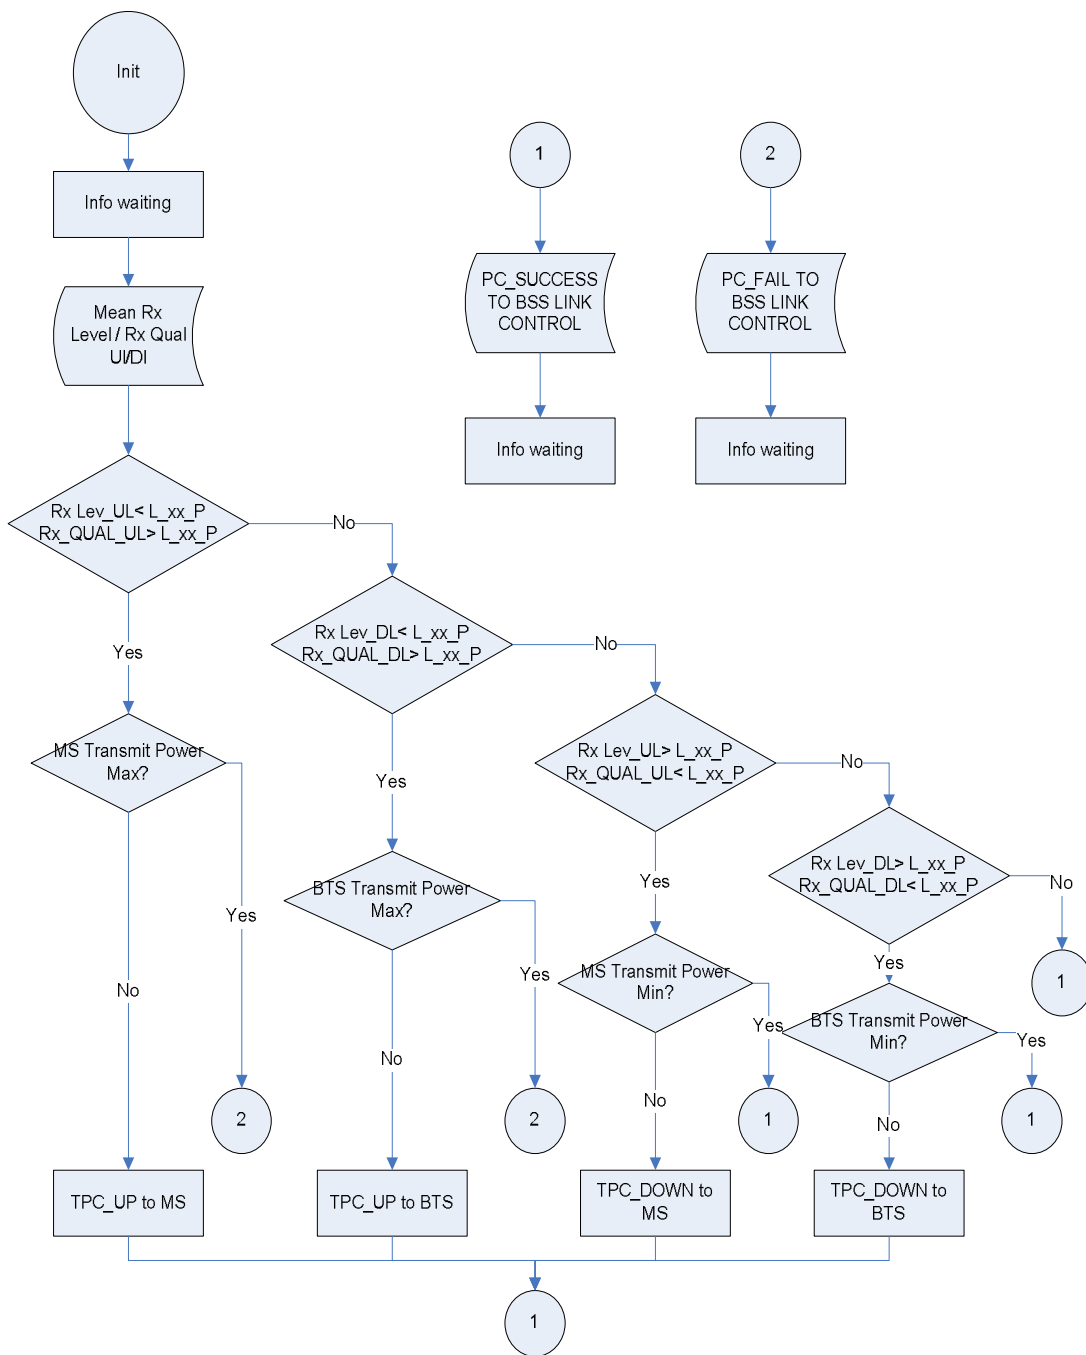 Init
1
2
Info waiting
PC_SUCCESS
TO BSS LINK
CONTROL
PC_FAIL TO
BSS LINK
CONTROL
Mean Rx
Level / Rx Qual
Ul/Dl
Info waiting
Info waiting
Rx Lev_UL< L_xx_P
Rx_QUAL_UL> L_xx_P
No
Rx Lev_DL< L_xx_P
Rx_QUAL_DL> L_xx_P
No
Yes
Rx Lev_UL> L_xx_P
Rx_QUAL_UL< L_xx_P
No
MS Transmit Power
Max?
Yes
Rx Lev_DL> L_xx_P
Rx_QUAL_DL< L_xx_P
No
Yes
BTS Transmit Power
Max?
Yes
Yes
MS Transmit Power
Min?
Yes
No
Yes
1
BTS Transmit Power
Min?
Yes
Yes
No
No
No
2
2
1
1
TPC_UP to MS
TPC_UP to BTS
TPC_DOWN to
MS
TPC_DOWN to
BTS
1